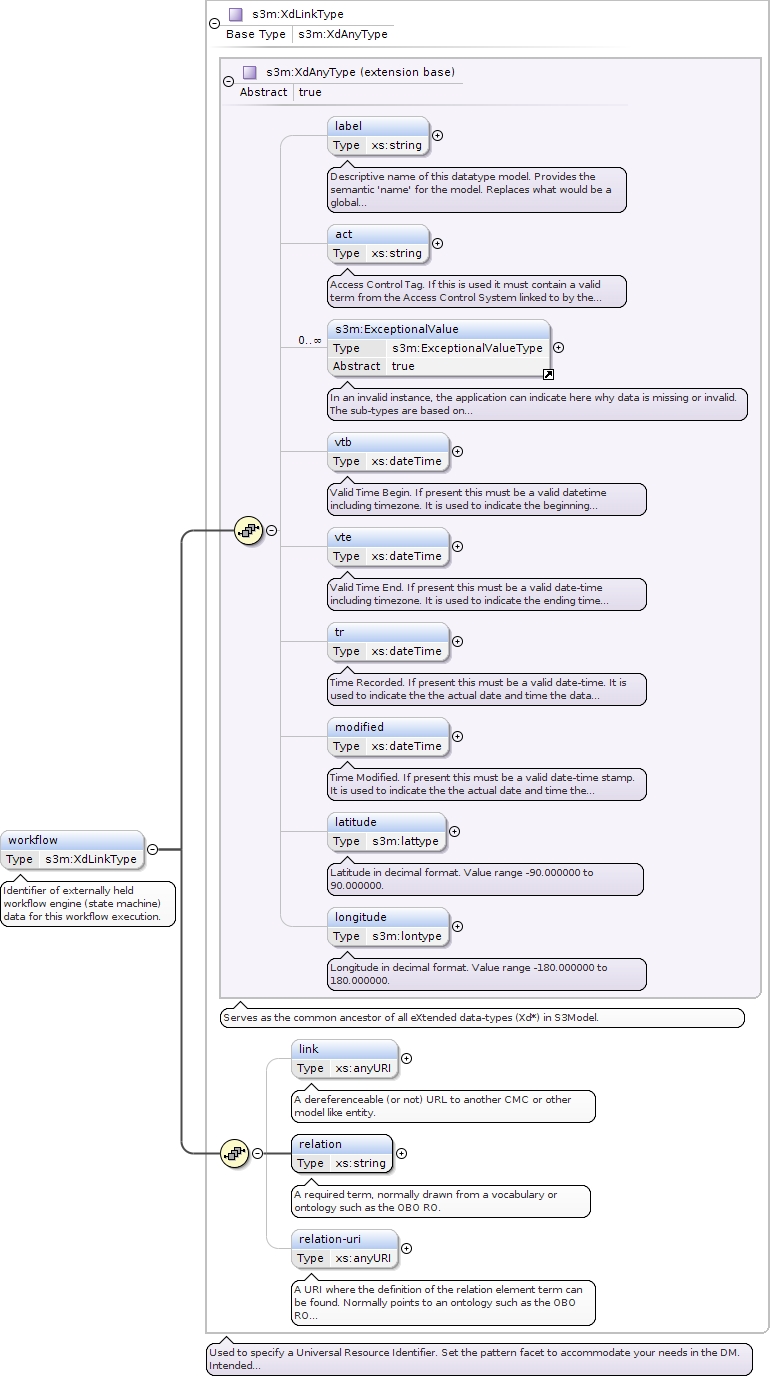 s3m:XdLinkType
Base Type s3m:XdAnyType
s3m:XdAnyType (extension base)
Abstract true
label
Type xs:string
Descriptive name of this datatype model. Provides the
semantic 'name' for the model. Replaces what would be a
global...
act
Type xs:string
Access Control Tag. If this is used it must contain a valid
term from the Access Control System linked to by the...
s3m:ExceptionalValue
0..∞
Type s3m:ExceptionalValueType
Abstract true
In an invalid instance, the application can indicate here why data is missing or invalid.
The sub-types are based on...
vtb
Type xs:dateTime
Valid Time Begin. If present this must be a valid datetime
including timezone. It is used to indicate the beginning...
vte
Type xs:dateTime
Valid Time End. If present this must be a valid date-time
including timezone. It is used to indicate the ending time...
tr
Type xs:dateTime
Time Recorded. If present this must be a valid date-time. It is
used to indicate the the actual date and time the data...
modified
Type xs:dateTime
Time Modified. If present this must be a valid date-time stamp.
It is used to indicate the the actual date and time the...
latitude
Type s3m:lattype
Latitude in decimal format. Value range -90.000000 to
90.000000.
longitude
Type s3m:lontype
Longitude in decimal format. Value range -180.000000 to
180.000000.
workflow
Type s3m:XdLinkType
Identifier of externally held
workflow engine (state machine)
data for this workflow execution.
Serves as the common ancestor of all eXtended data-types (Xd*) in S3Model.
link
Type xs:anyURI
A dereferenceable (or not) URL to another CMC or other
model like entity.
relation
Type xs:string
A required term, normally drawn from a vocabulary or
ontology such as the OBO RO.
relation-uri
Type xs:anyURI
A URI where the definition of the relation element term can
be found. Normally points to an ontology such as the OBO
RO...
Used to specify a Universal Resource Identifier. Set the pattern facet to accommodate your needs in the DM.
Intended...